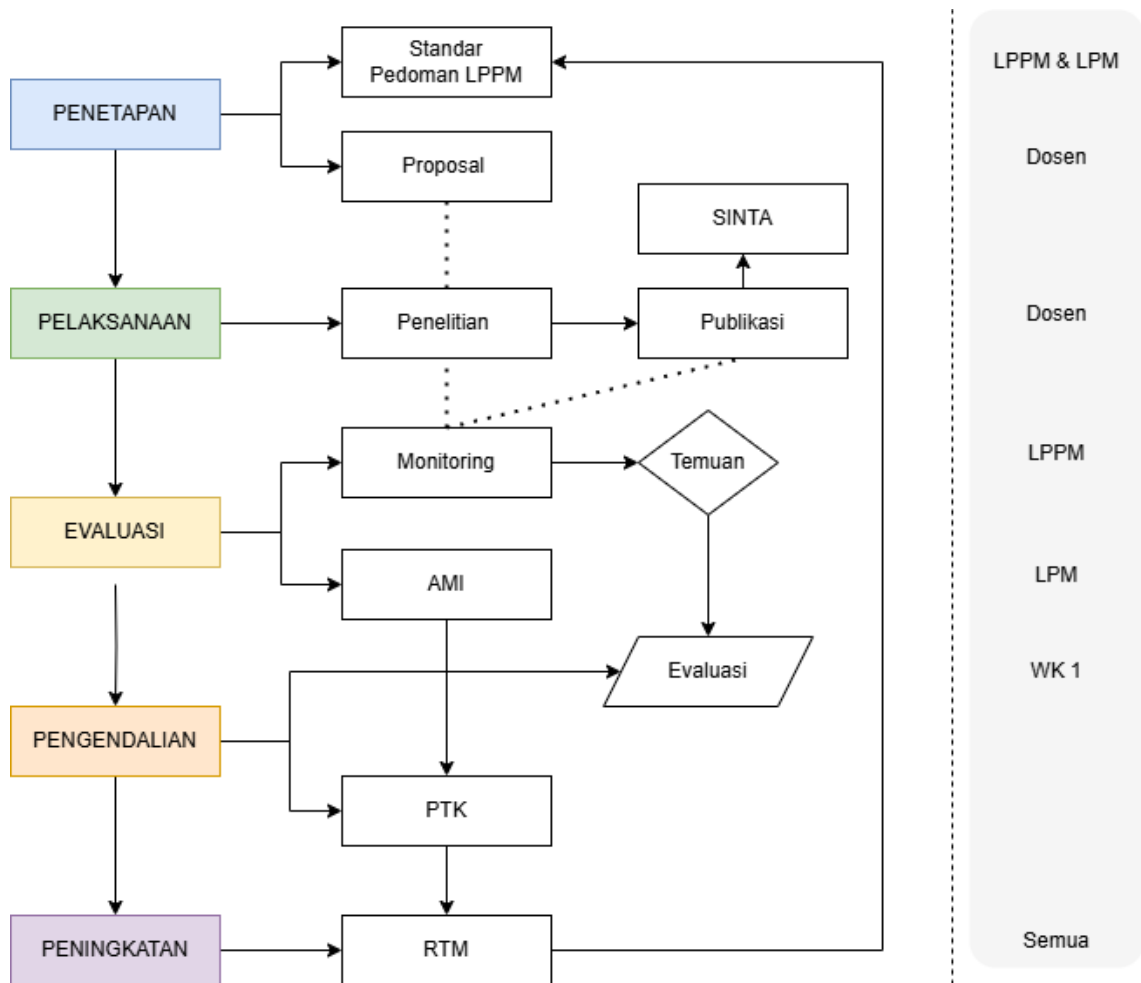 Standar
Pedoman LPPM
LPPM & LPM
PENETAPAN
Proposal
Dosen
SINTA
PELAKSANAAN
Penelitian
Publikasi
Dosen
Monitoring
Temuan
LPPM
EVALUASI
AMI
LPM
Evaluasi
WK 1
PENGENDALIAN
PTK
PENINGKATAN
RTM
Semua